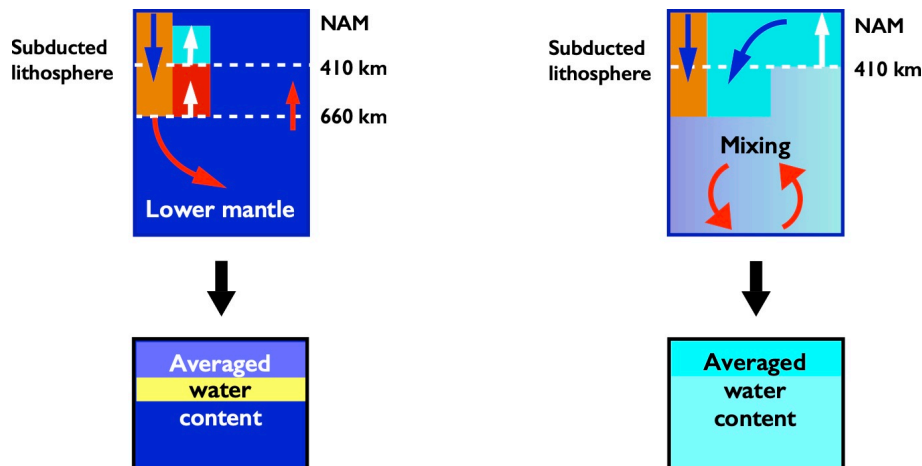 NAM
Subducted
lithosphere
410 km
660 km
Lower mantle
Averaged
water
content
NAM
Subducted
lithosphere
410 km
Mixing
Averaged
water
content